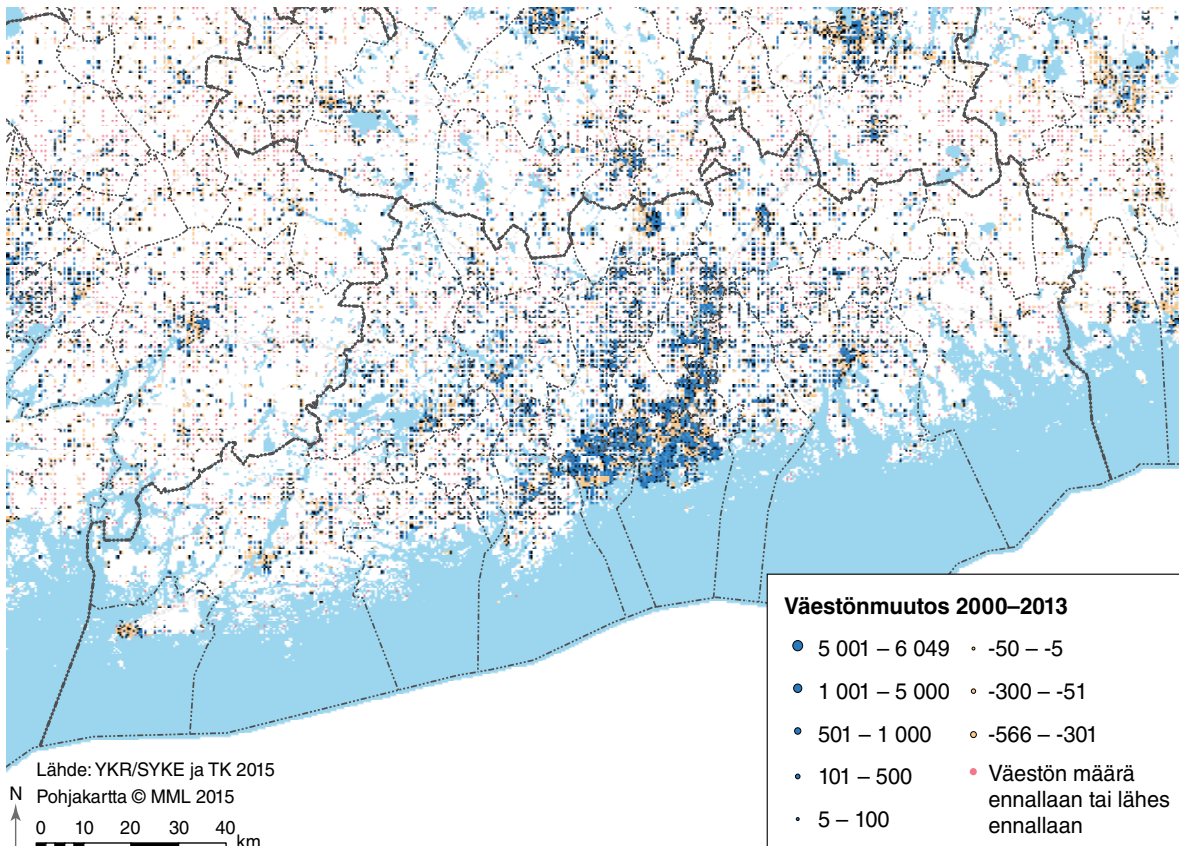 Väestönmuutos 2000–2013
5 001 – 6 049
1 001 – 5 000
501 – 1 000
101 – 500
5 – 100
-50 – -5
-300 – -51
-566 – -301
Väestön määrä
ennallaan tai lähes
ennallaan
Lähde: YKR/SYKE ja TK 2015
Pohjakartta © MML 2015
N
0 10 20 30 40
km